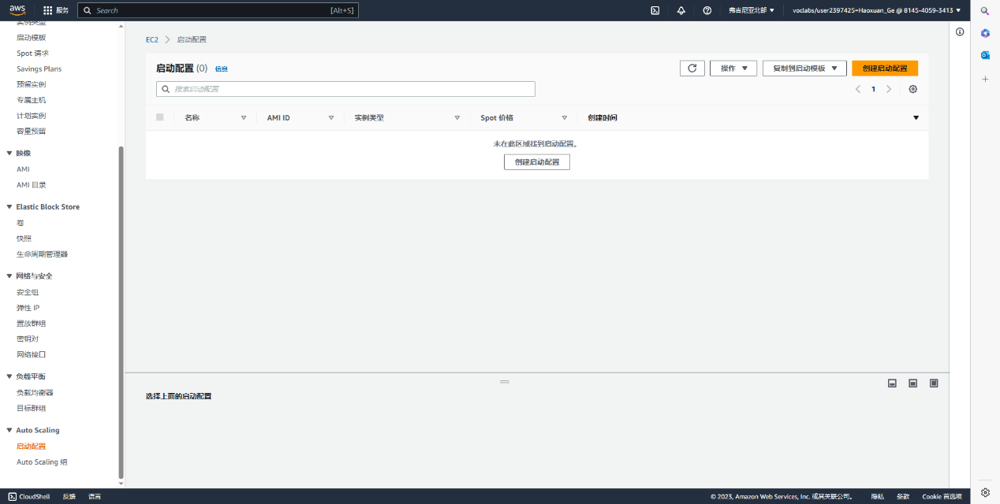 aws 服务 Search [Alt+S] 弗吉尼亚北部 voclabs/user2397425=Haoxuan_Ge @ 8145-4059-3413
实例类型
启动模板
Spot 请求
Savings Plans
预留实例
专属主机
计划实例
容量预留
映像
AMI
AMI 目录
Elastic Block Store
卷
快照
生命周期管理器
网络与安全
安全组
弹性 IP
置放群组
密钥对
网络接口
负载平衡
负载均衡器
目标群组
Auto Scaling
启动配置
Auto Scaling 组
EC2 启动配置
启动配置 (0) 信息 操作 复制到启动模板 创建启动配置
搜索启动配置 1
名称 AMI ID 实例类型 Spot 价格 创建时间
未在此区域找到启动配置。
创建启动配置
选择上面的启动配置
CloudShell 反馈 语言 © 2023, Amazon Web Services, Inc. 或其关联公司。 隐私 条款 Cookie 首选项